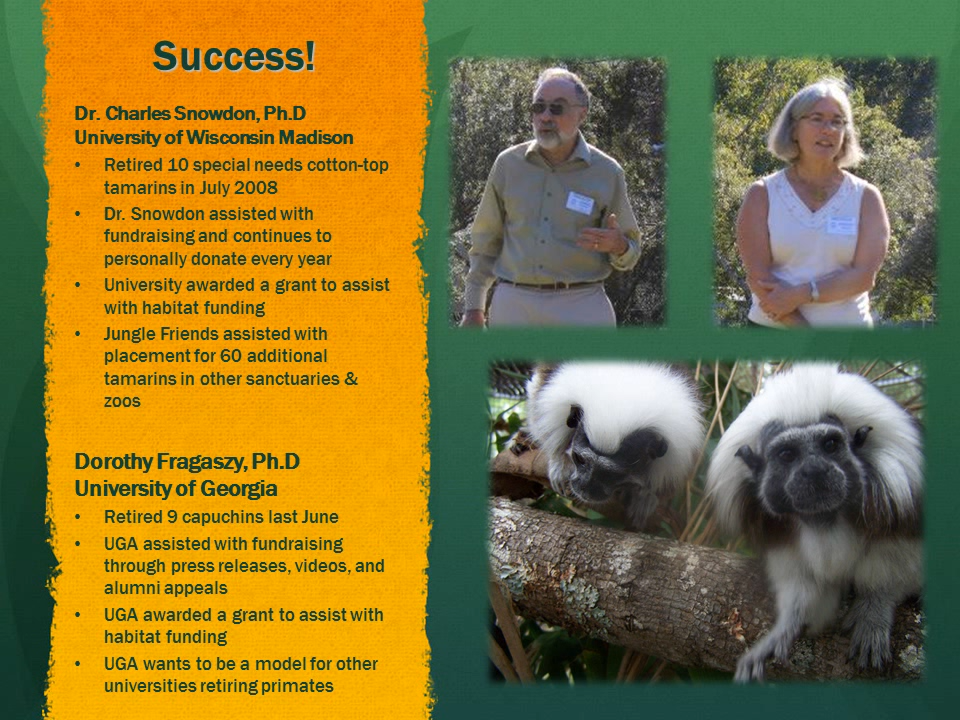 Success!
Dr. Charles Snowdon, Ph.D
University of Wisconsin Madison
• Retired 10 special needs cotton-top
tamarins in July 2008
• Dr. Snowdon assisted with
fundraising and continues to
personally donate every year
• University awarded a grant to assist
with habitat funding
• Jungle Friends assisted with
placement for 60 additional
tamarins in other sanctuaries &
zoos
Dorothy Fragaszy, Ph.D
University of Georgia
• Retired 9 capuchins last June
• UGA assisted with fundraising
through press releases, videos, and
alumni appeals
• UGA awarded a grant to assist with
habitat funding
• UGA wants to be a model for other
universities retiring primates